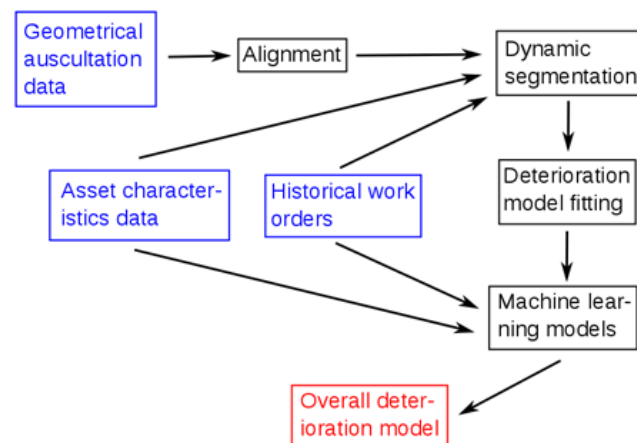 Geometrical
auscultation
data
Alignment
Dynamic
segmentation
Asset character-
istics data
Historical work
orders
Deterioration
model fitting
Machine lear-
ning models
Overall deter-
ioration model